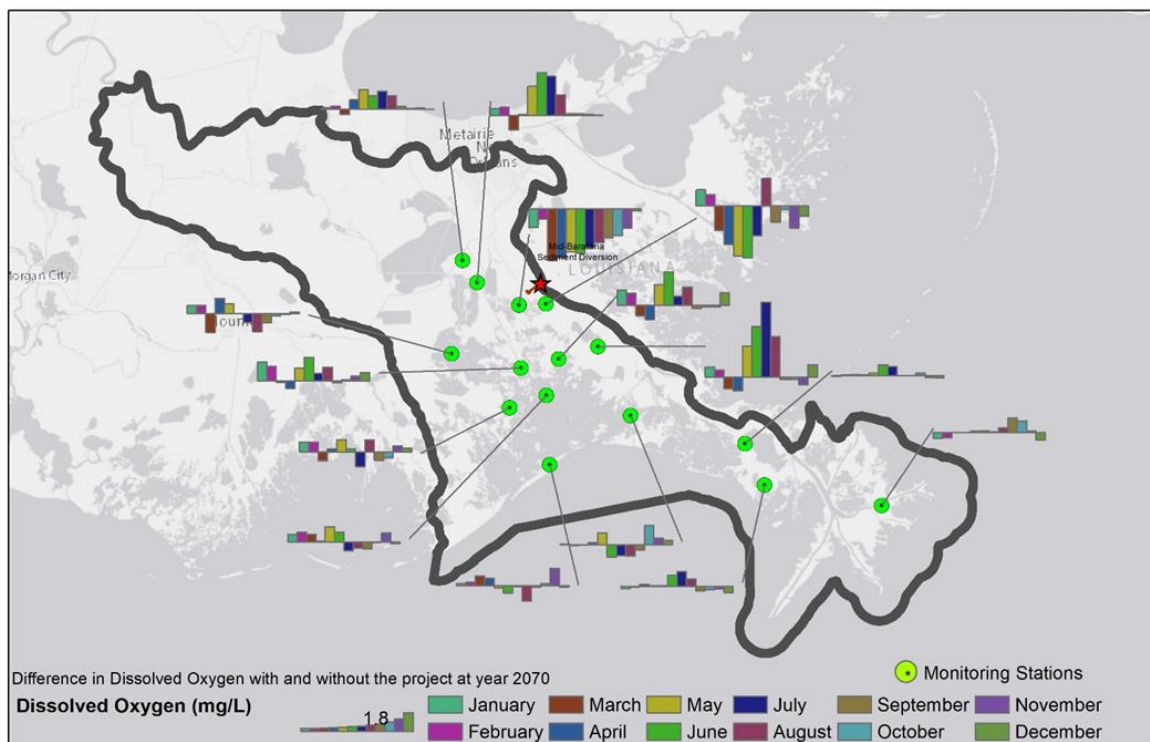 Metairie
N
Orleans
Mid-Barataria
Sediment Diversion
LOUISIANA
Morgan City
Difference in Dissolved Oxygen with and without the project at year 2070
Monitoring Stations
Dissolved Oxygen (mg/L)
1.8
January
March
May
July
September
November
February
April
June
August
October
December